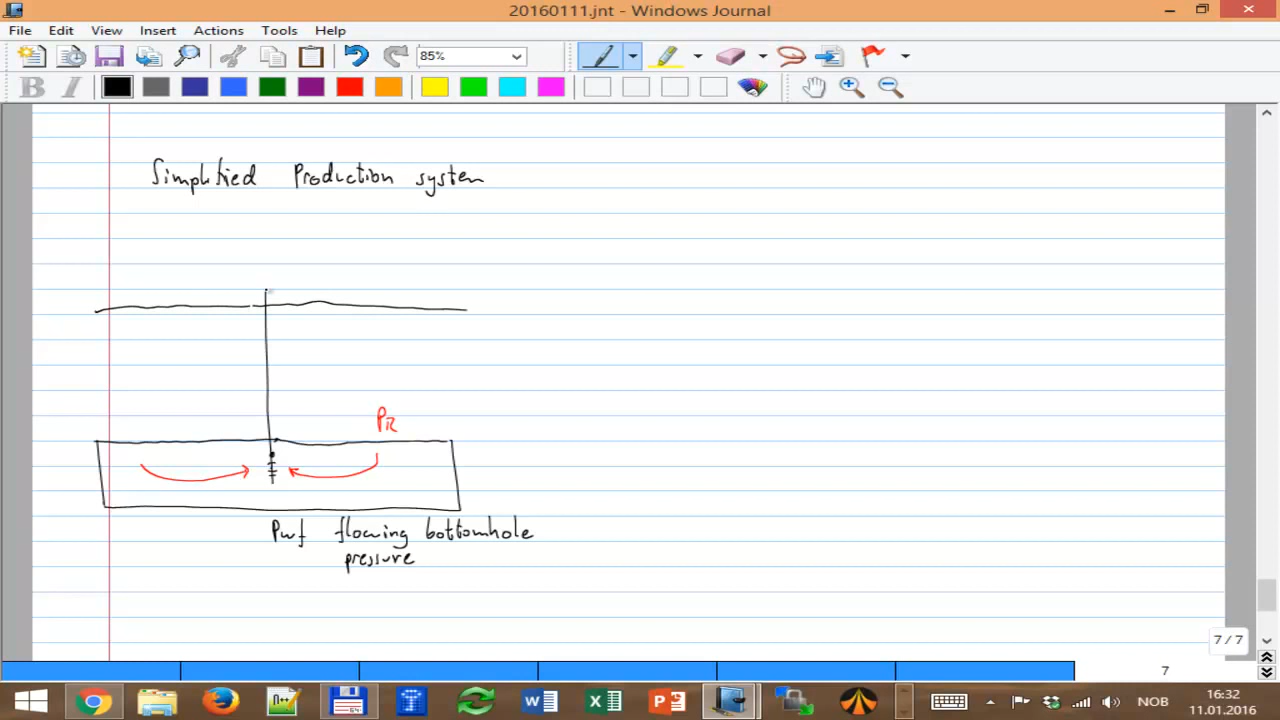 20160111.jnt - Windows Journal
File Edit View Insert Actions Tools Help
85%
B I
Simplified Production system
PR
Pwf flowing bottomhole
pressure
7 / 7
7
NOB
16:32
11.01.2016